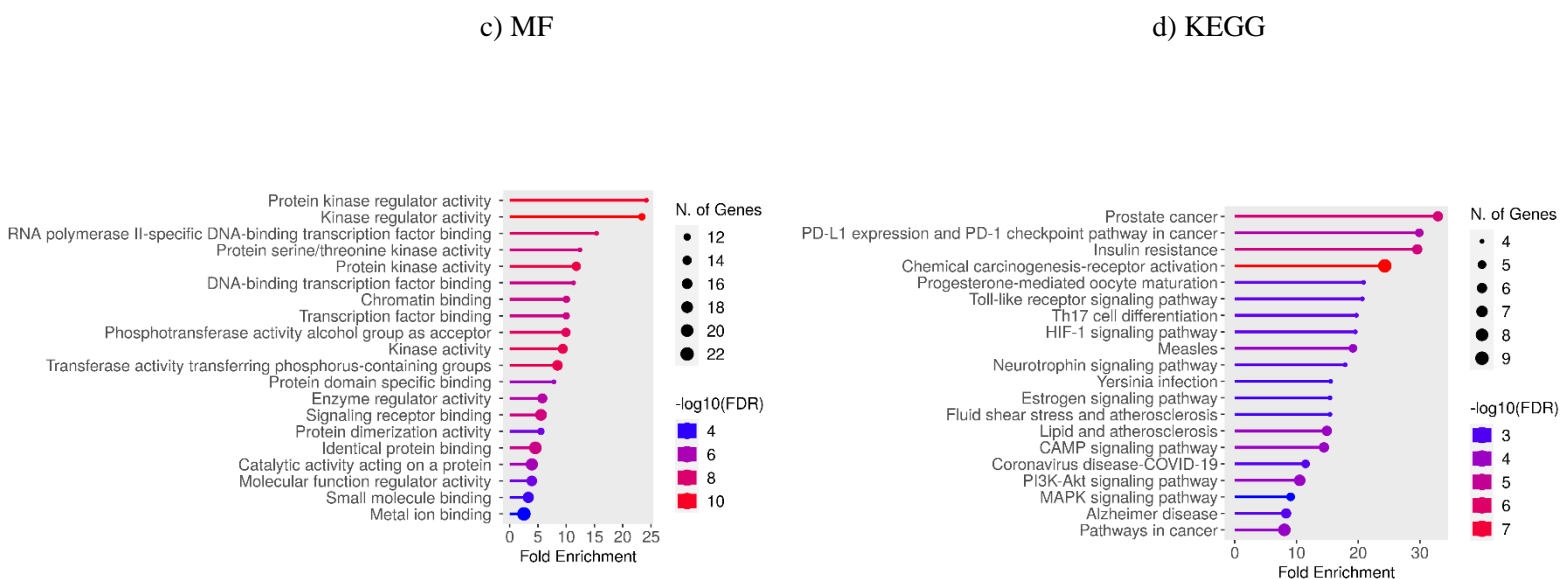 c) MF
Protein kinase regulator activity
Kinase regulator activity
RNA polymerase II-specific DNA-binding transcription factor binding
Protein serine/threonine kinase activity
Protein kinase activity
DNA-binding transcription factor binding
Chromatin binding
Transcription factor binding
Phosphotransferase activity alcohol group as acceptor
Kinase activity
Transferase activity transferring phosphorus-containing groups
Protein domain specific binding
Enzyme regulator activity
Signaling receptor binding
Protein dimerization activity
Identical protein binding
Catalytic activity acting on a protein
Molecular function regulator activity
Small molecule binding
Metal ion binding
0 5 10 15 20 25
Fold Enrichment
N. of Genes
12
14
16
18
20
22
-log10(FDR)
4
6
8
10
d) KEGG
Prostate cancer
PD-L1 expression and PD-1 checkpoint pathway in cancer
Insulin resistance
Chemical carcinogenesis-receptor activation
Progesterone-mediated oocyte maturation
Toll-like receptor signaling pathway
Th17 cell differentiation
HIF-1 signaling pathway
Measles
Neurotrophin signaling pathway
Yersinia infection
Estrogen signaling pathway
Fluid shear stress and atherosclerosis
Lipid and atherosclerosis
CAMP signaling pathway
Coronavirus disease-COVID-19
PI3K-Akt signaling pathway
MAPK signaling pathway
Alzheimer disease
Pathways in cancer
0 10 20 30
Fold Enrichment
N. of Genes
4
5
6
7
8
9
-log10(FDR)
3
4
5
6
7